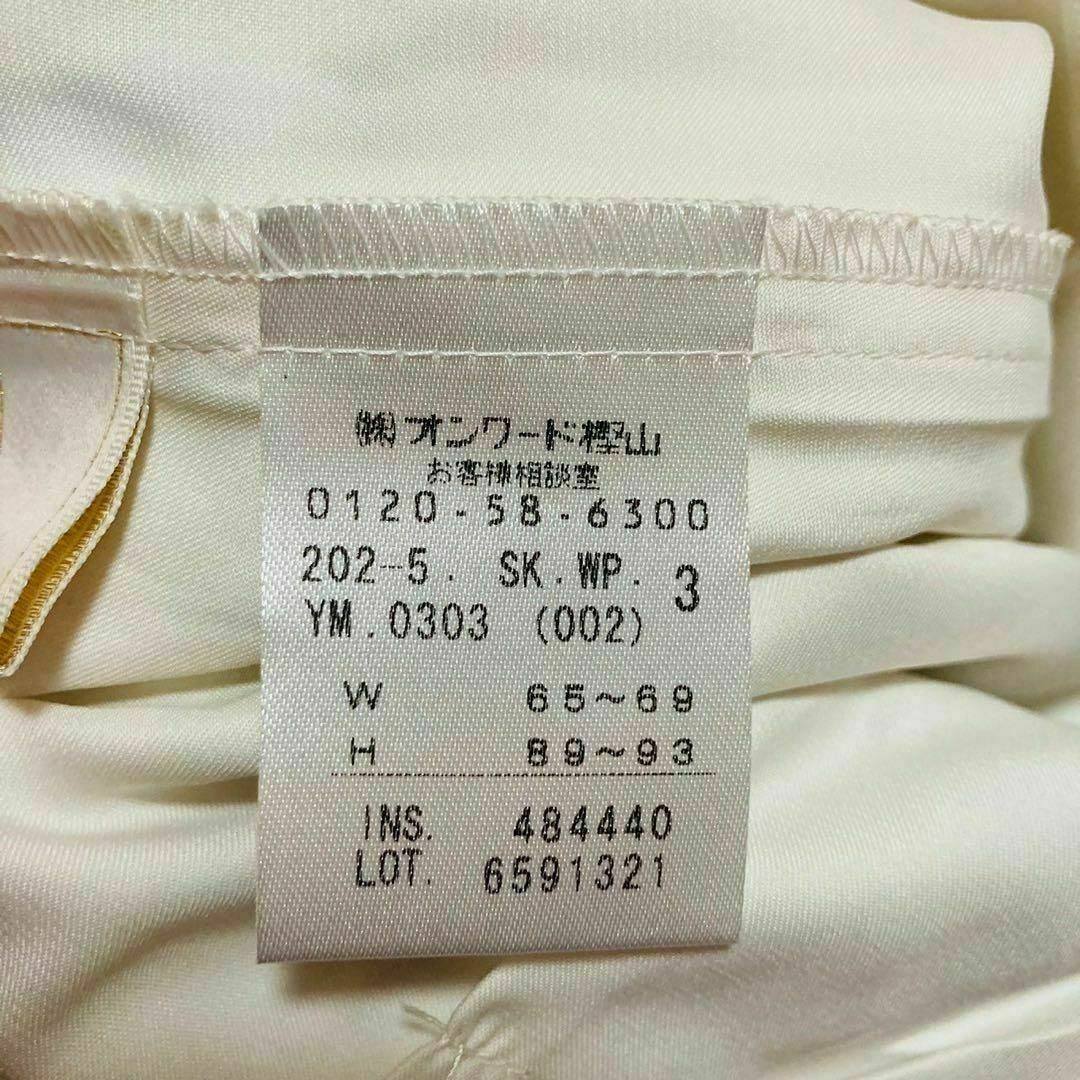 ㈱オンワード樫山
お客様相談室
0120-58-6300
202-5. SK.WP. 3
YM.0303 (002)
W 65~69
H 89~93
INS. 484440
LOT. 6591321